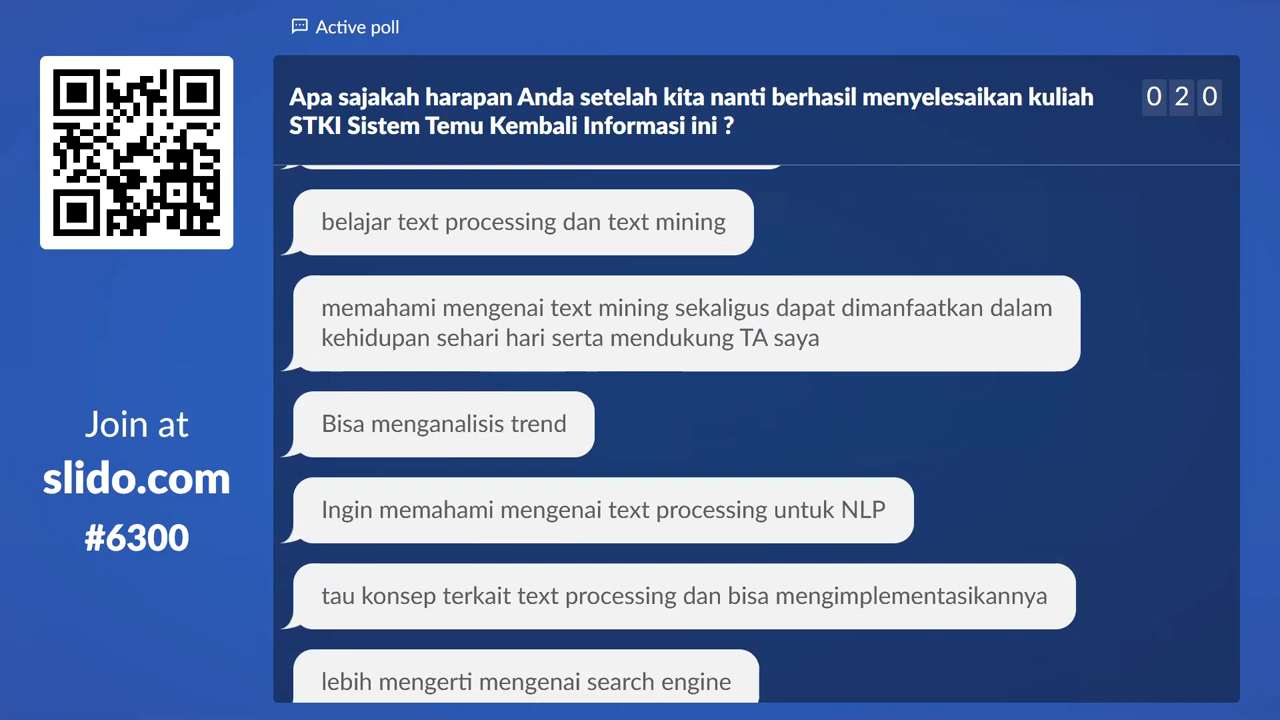 Active poll
Apa sajakah harapan Anda setelah kita nanti berhasil menyelesaikan kuliah
STKI Sistem Temu Kembali Informasi ini ?
020
belajar text processing dan text mining
memahami mengenai text mining sekaligus dapat dimanfaatkan dalam
kehidupan sehari hari serta mendukung TA saya
Bisa menganalisis trend
Ingin memahami mengenai text processing untuk NLP
tau konsep terkait text processing dan bisa mengimplementasikannya
lebih mengerti mengenai search engine
Join at
slido.com
#6300